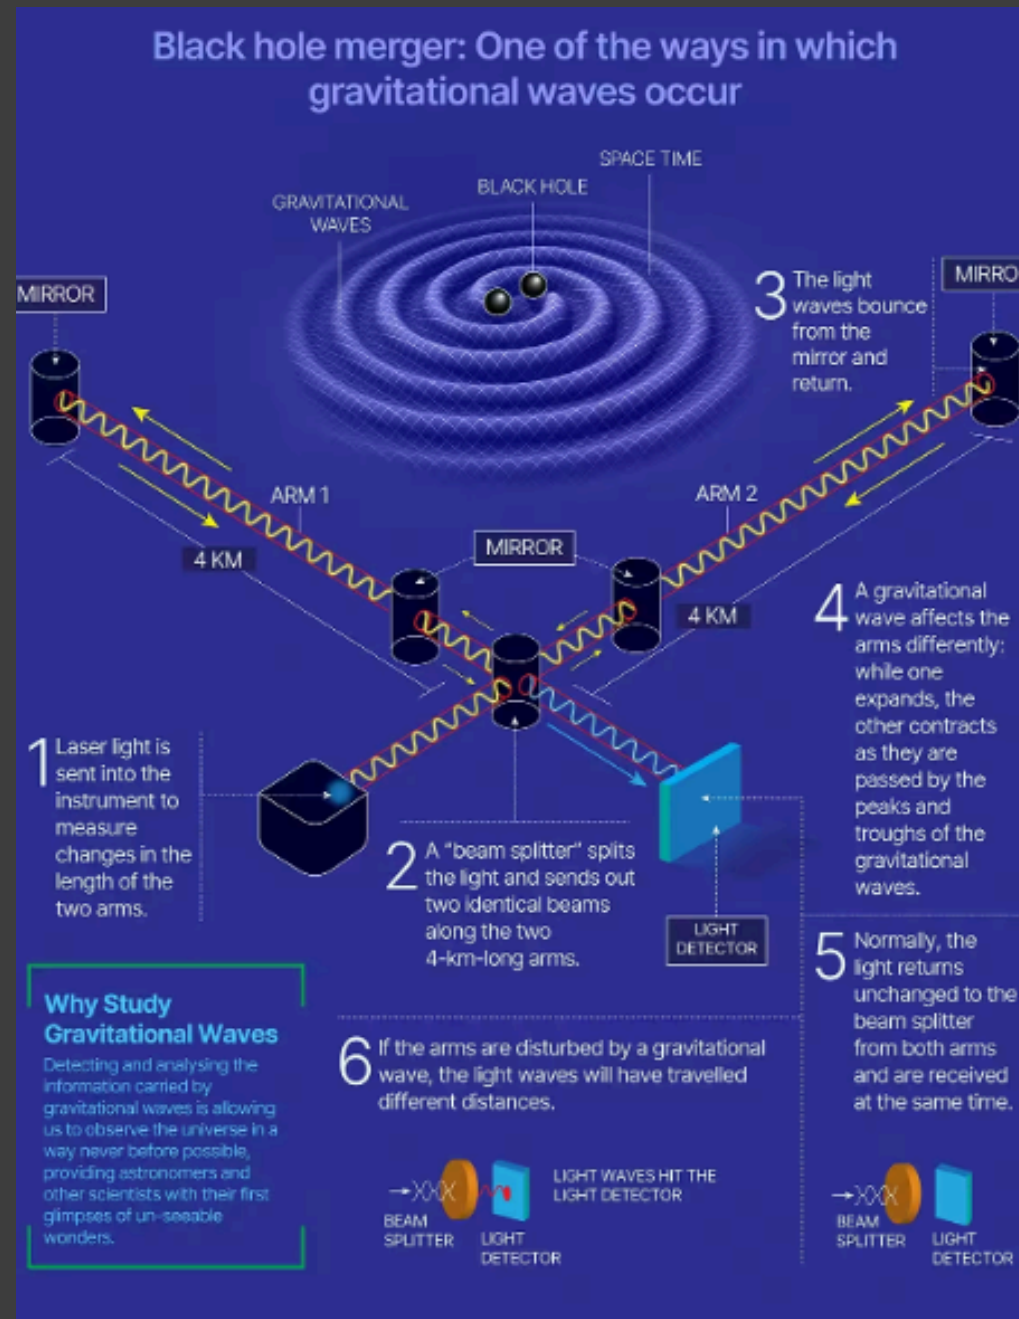 Black hole merger: One of the ways in which
gravitational waves occur
SPACE TIME
BLACK HOLE
GRAVITATIONAL
WAVES
MIRROR
MIRRO
3
The light
waves bounce
from the
mirror and
return.
ARM 1
ARM 2
4 KM
MIRROR
4 KM
4
A gravitational
wave affects the
arms differently:
while one
expands, the
other contracts
as they are
passed by the
peaks and
troughs of the
gravitational
waves.
1
Laser light is
sent into the
instrument to
measure
changes in the
length of the
two arms.
2
A "beam splitter" splits
the light and sends out
two identical beams
along the two
4-km-long arms.
LIGHT
DETECTOR
5
Normally, the
light returns
unchanged to the
beam splitter
from both arms
and are received
at the same time.
Why Study
Gravitational Waves
Detecting and analysing the
information carried by
gravitational waves is allowing
us to observe the universe in a
way never before possible,
providing astronomers and
other scientists with their first
glimpses of un-seeable
wonders.
6
If the arms are disturbed by a gravitational
wave, the light waves will have travelled
different distances.
LIGHT WAVES HIT THE
LIGHT DETECTOR
BEAM
SPLITTER
LIGHT
DETECTOR
BEAM
SPLITTER
LIGHT
DETECTOR